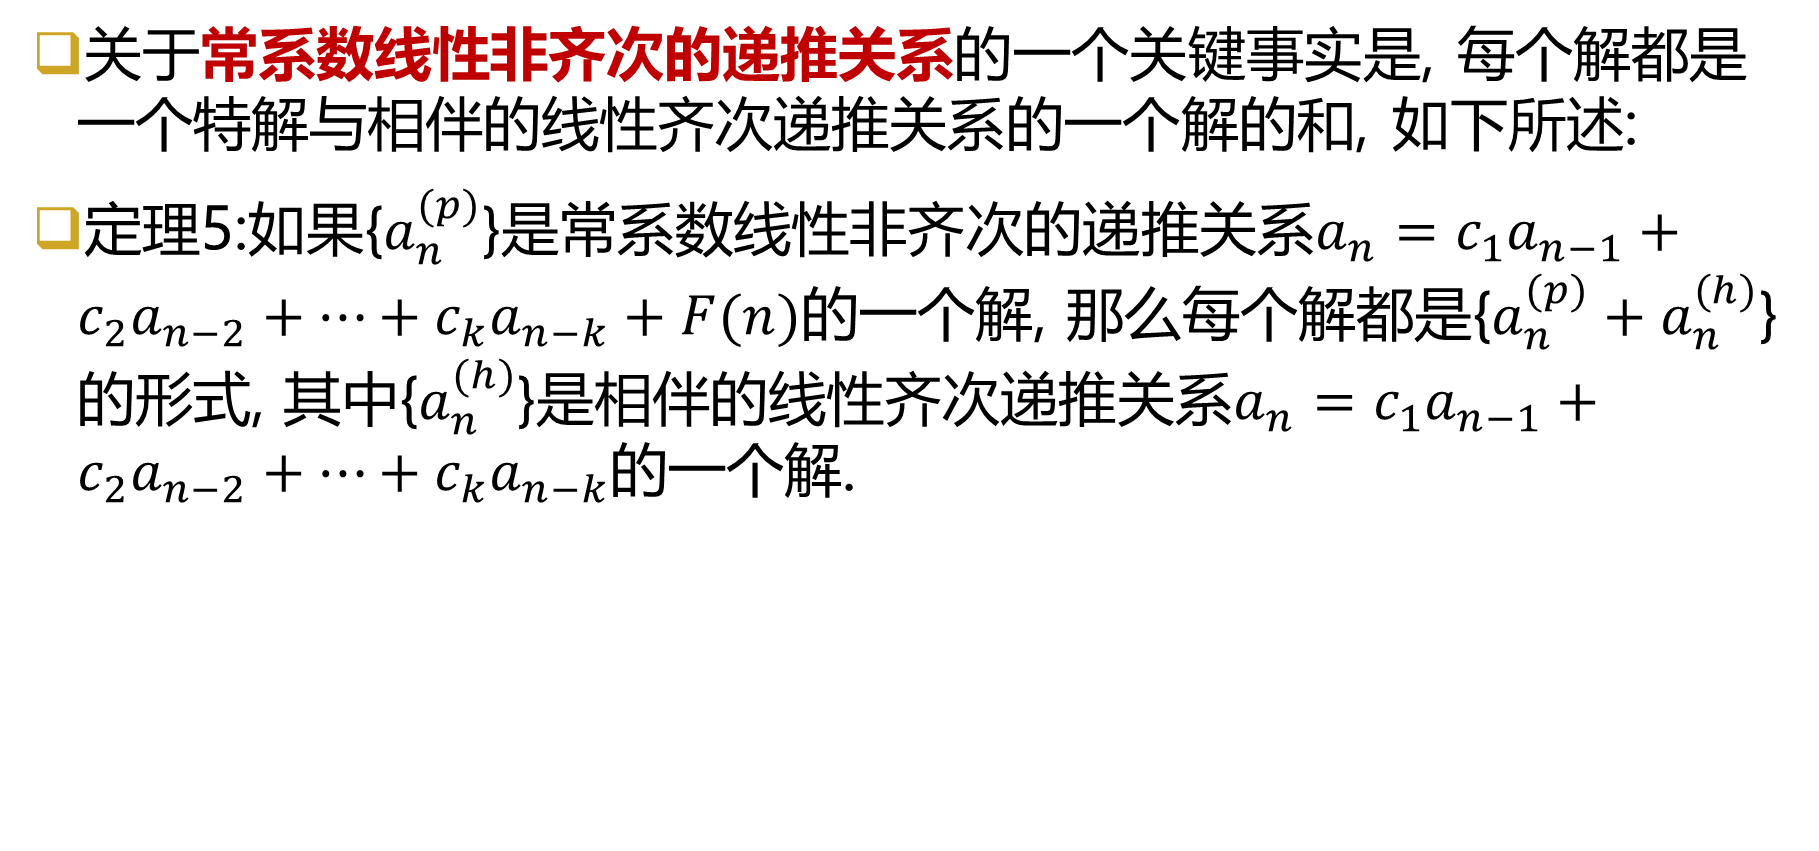 ❑关于常系数线性非齐次的递推关系的一个关键事实是, 每个解都是
一个特解与相伴的线性齐次递推关系的一个解的和, 如下所述:
❑定理5:如果{$a_n^{(p)}$}是常系数线性非齐次的递推关系$a_n = c_1a_{n-1} +$
$c_2a_{n-2} + \cdots + c_ka_{n-k} + F(n)$的一个解, 那么每个解都是{$a_n^{(p)} + a_n^{(h)}$}
的形式, 其中{$a_n^{(h)}$}是相伴的线性齐次递推关系$a_n = c_1a_{n-1} +$
$c_2a_{n-2} + \cdots + c_ka_{n-k}$的一个解.